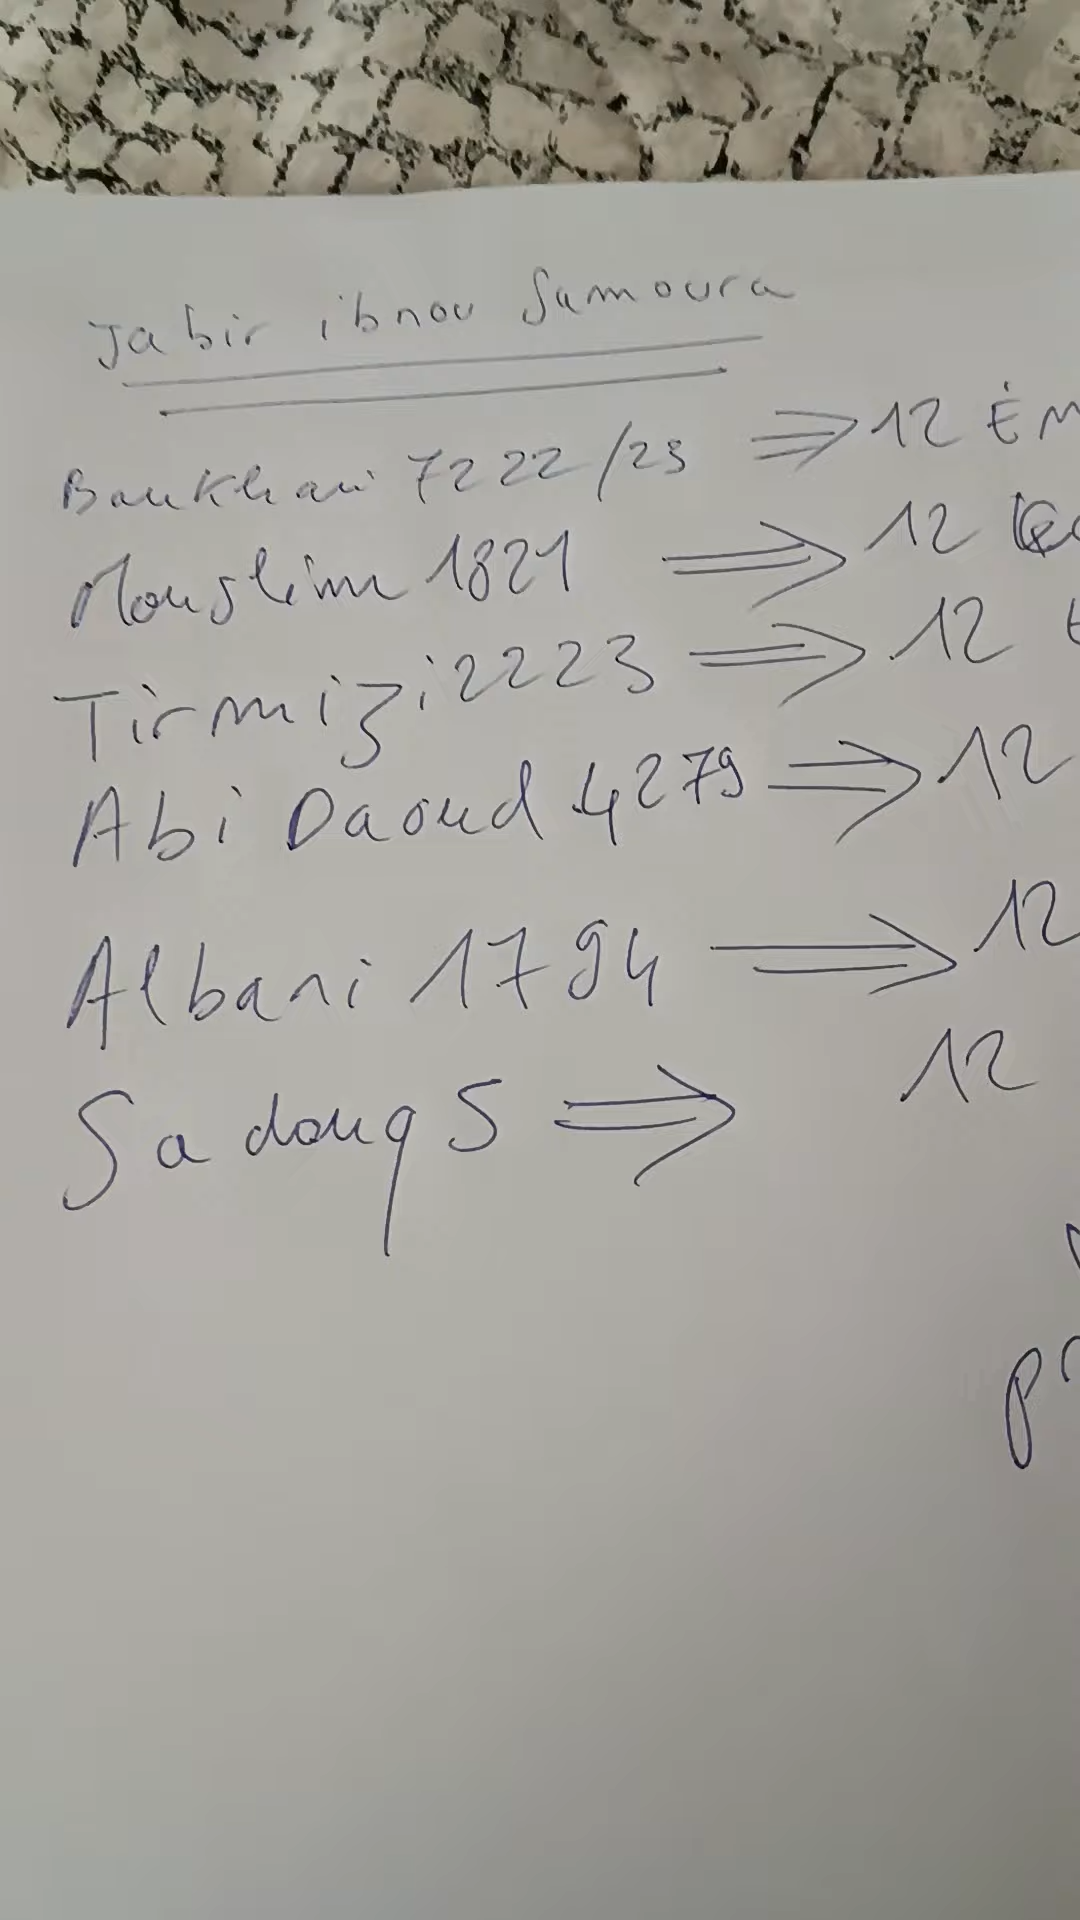 Jabir ibnou Samoura
Boukhari 7222/23 ⇒ 12 Ém
Mouslim 1821 ⇒ 12
Tirmizi 2223 ⇒ 12
Abi Daoud 4279 ⇒ 12
Albani 1794 ⇒ 12
Sadouq 5 ⇒ 12